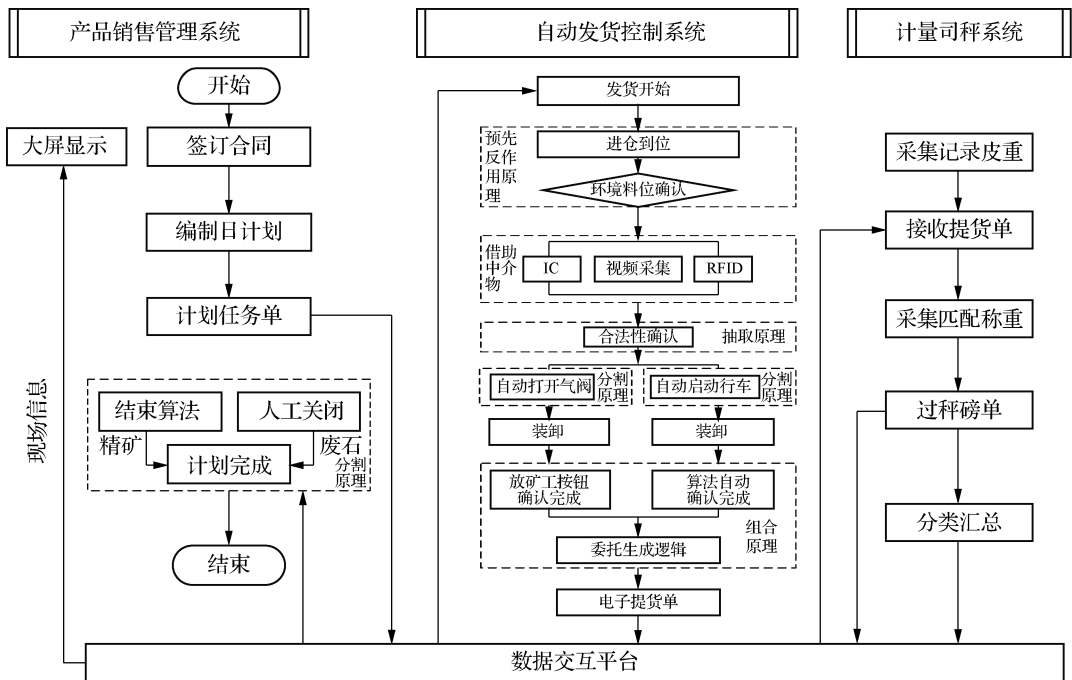 产品销售管理系统
开始
大屏显示
签订合同
编制日计划
计划任务单
现场信息
结束算法
人工关闭
精矿
废石
计划完成
分割
原理
结束
自动发货控制系统
发货开始
预先
反作
用原
理
进仓到位
环境料位确认
借助
中介
物
IC
视频采集
RFID
合法性确认
抽取原理
自动打开气阀
分割
原理
自动启动行车
分割
原理
装卸
装卸
放矿工按钮
确认完成
算法自动
确认完成
组合
原理
委托生成逻辑
电子提货单
计量司秤系统
采集记录皮重
接收提货单
采集匹配称重
过秤磅单
分类汇总
数据交互平台